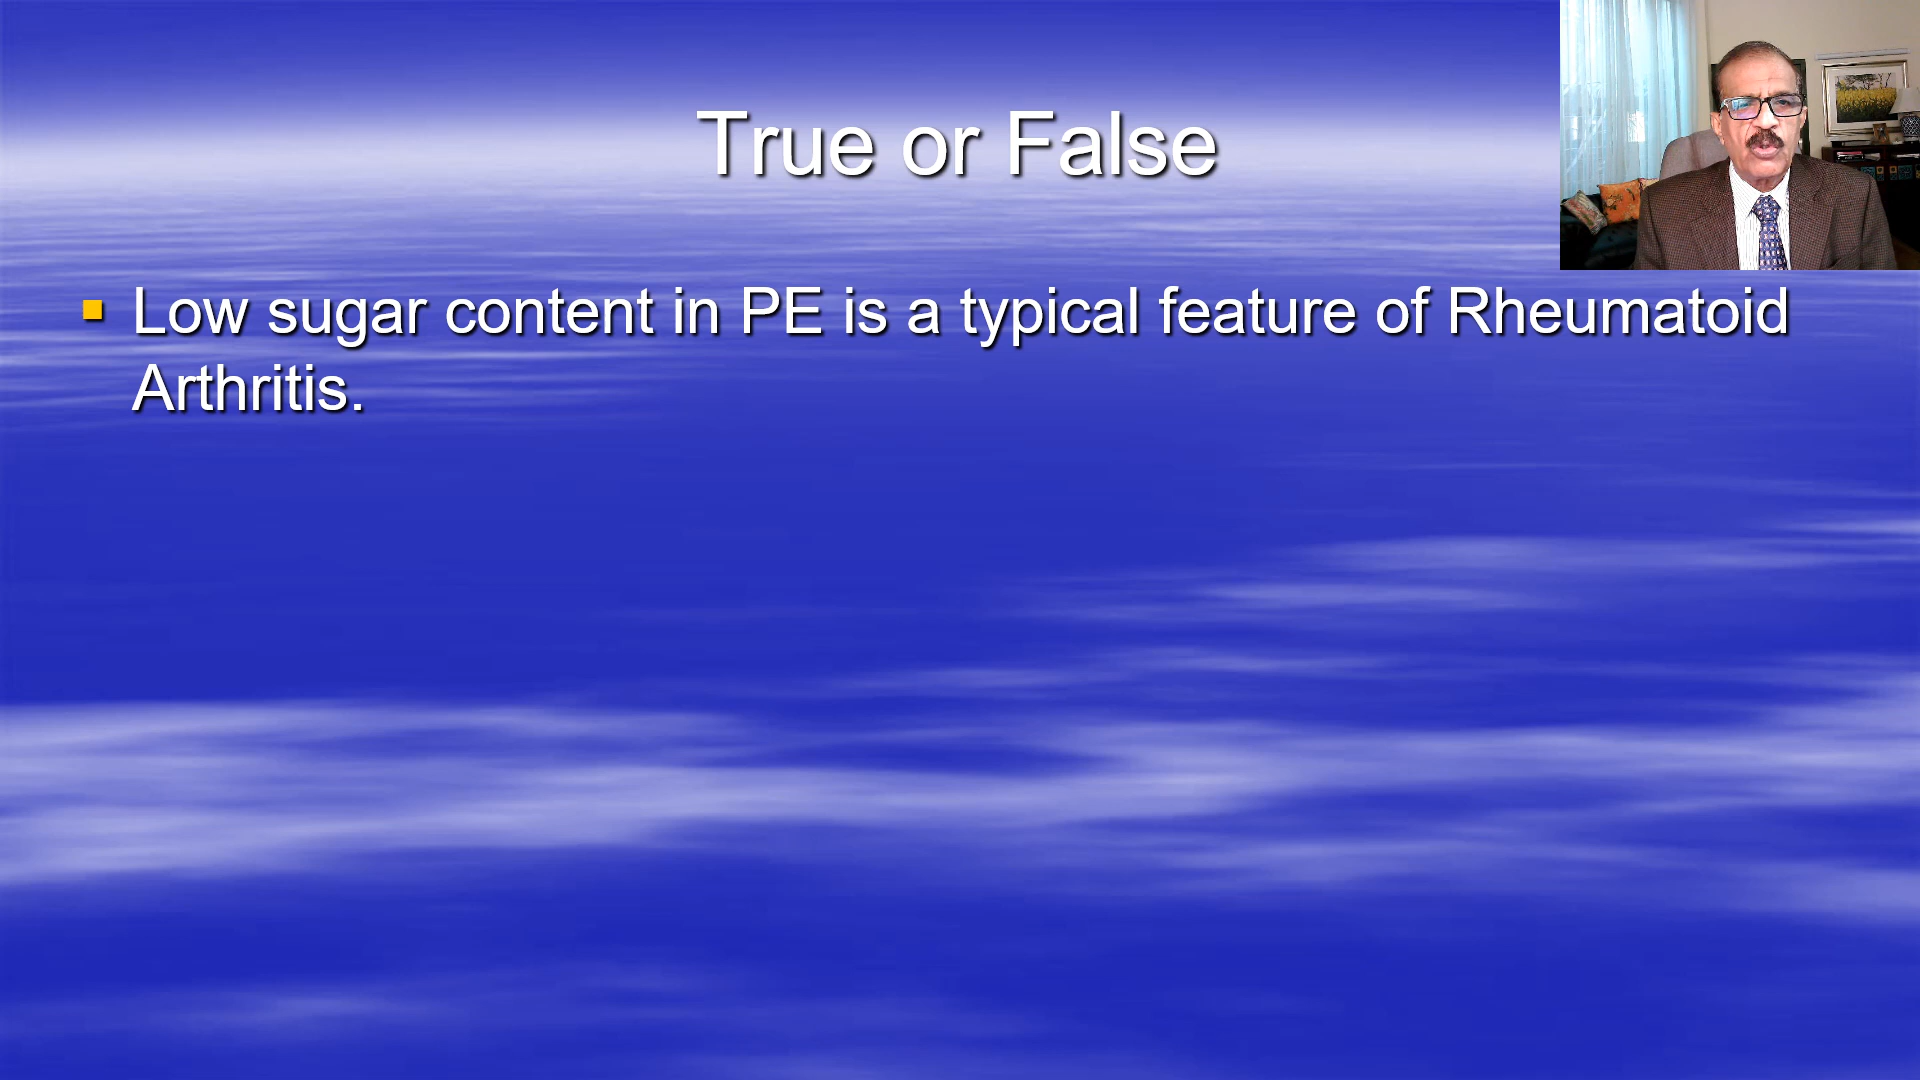 True or False
Low sugar content in PE is a typical feature of Rheumatoid
Arthritis.